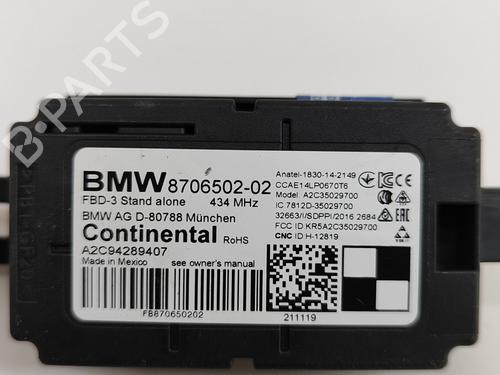 BMW 8706502-02
FBD-3 Stand alone 434 MHz
BMW AG D-80788 München
Continental RoHS
A2C94289407
Made in Mexico see owner's manual
FB870650202
Anatel-1830-14-2149
CCAE14LP0670T6
Model A2C35029700
IC 7812D-35029700
32663//SDPPI/2016 2684
FCC ID:KR5A2C35029700
CNC ID:H-12819
211119
B-PARTS